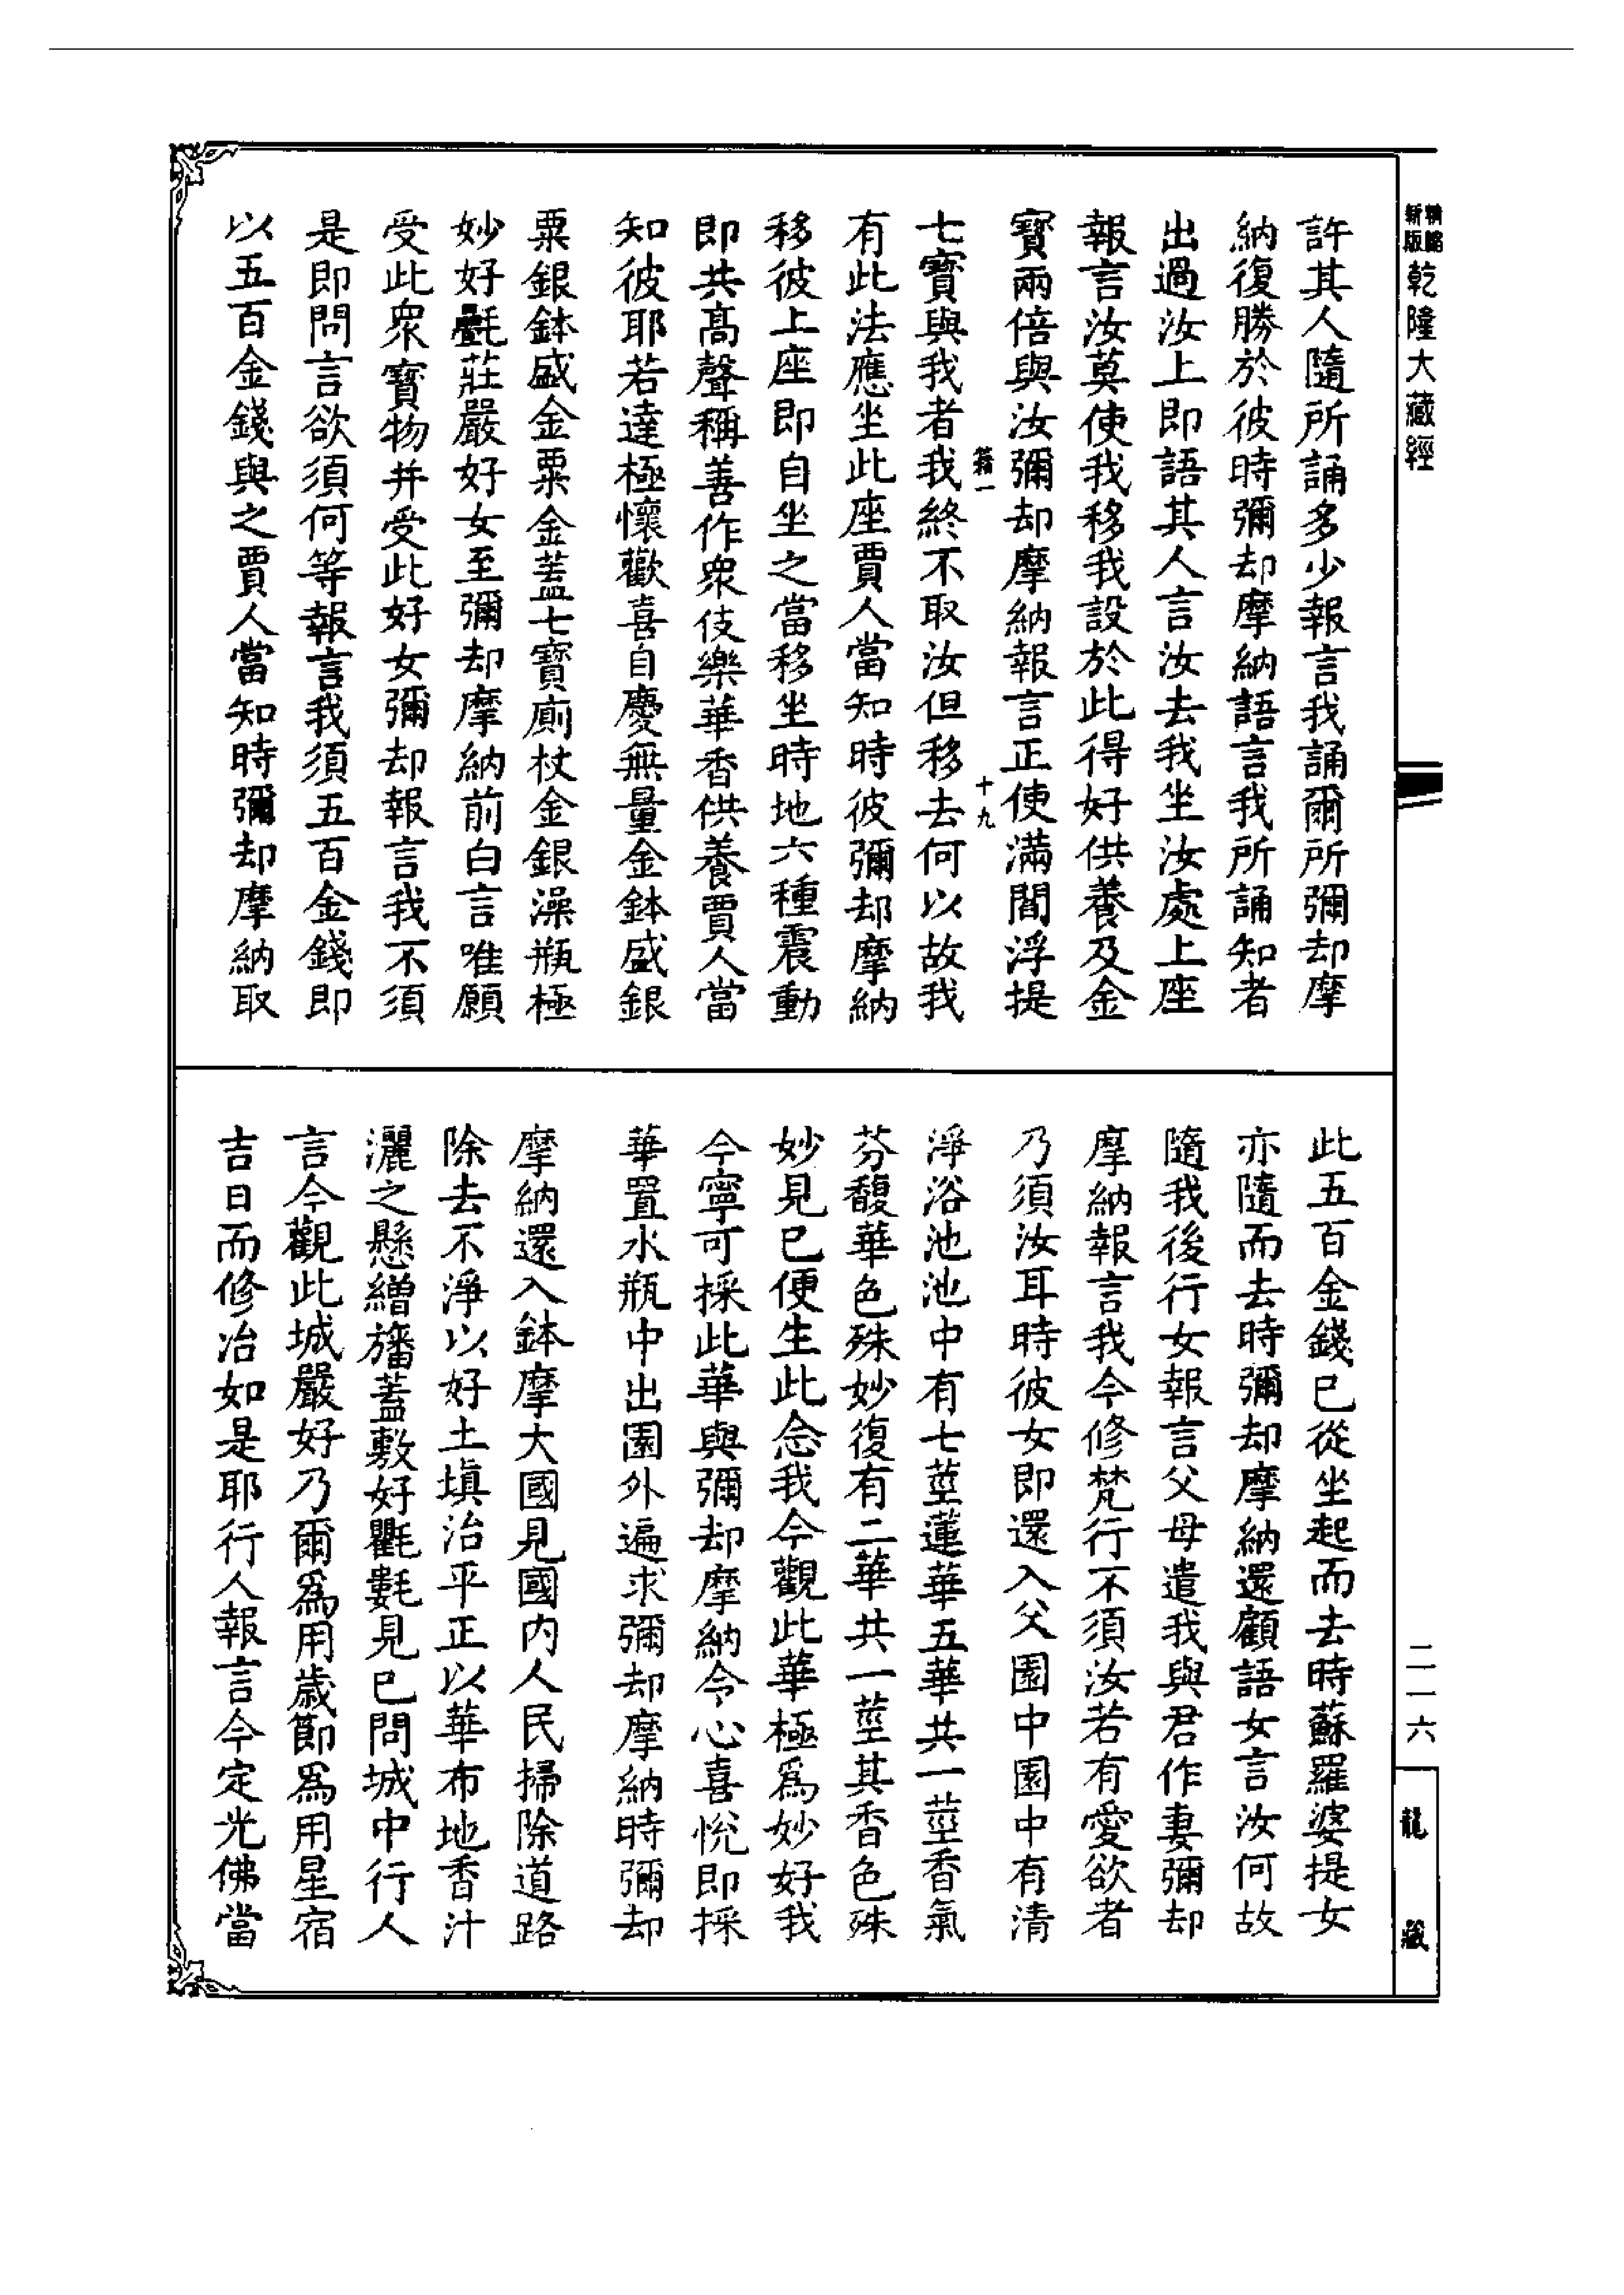 精縮新版乾隆大藏經
許其人隨所誦多少報言我誦爾所彌却摩
納復勝於彼時彌却摩納語言我所誦知者
出過汝上即語其人言汝去我坐汝處上座
報言汝莫使我移我設於此得好供養及金
寶兩倍與汝彌却摩納報言正使滿閻浮提
籍一 十九
七寶與我者我終不取汝但移去何以故我
有此法應坐此座賈人當知時彼彌却摩納
移彼上座即自坐之當移坐時地六種震動
即共高聲稱善作衆伎樂華香供養賈人當
知彼耶若達極懷歡喜自慶無量金鉢盛銀
粟銀鉢盛金粟金蓋七寶廁杖金銀澡瓶極
妙好㲲莊嚴好女至彌却摩納前白言唯願
受此衆寶物并受此好女彌却報言我不須
是即問言欲須何等報言我須五百金錢即
以五百金錢與之賈人當知時彌却摩納取
此五百金錢已從坐起而去時蘇羅婆提女
亦隨而去時彌却摩納還顧語女言汝何故
隨我後行女報言父母遣我與君作妻彌却
摩納報言我今修梵行不須汝若有愛欲者
乃須汝耳時彼女即還入父園中園中有清
淨浴池池中有七莖蓮華五華共一莖香氣
芬馥華色殊妙復有二華共一莖其香色殊
妙見已便生此念我今觀此華極爲妙好我
今寧可採此華與彌却摩納令心喜悅即採
華置水瓶中出園外遍求彌却摩納時彌却
摩納還入鉢摩大國見國內人民掃除道路
除去不淨以好土塡治平正以華布地香汁
灑之懸繒旛蓋敷好氍㲣見已問城中行人
言今觀此城嚴好乃爾爲用歲節爲用星宿
吉日而修治如是耶行人報言今定光佛當
二一六
龍藏